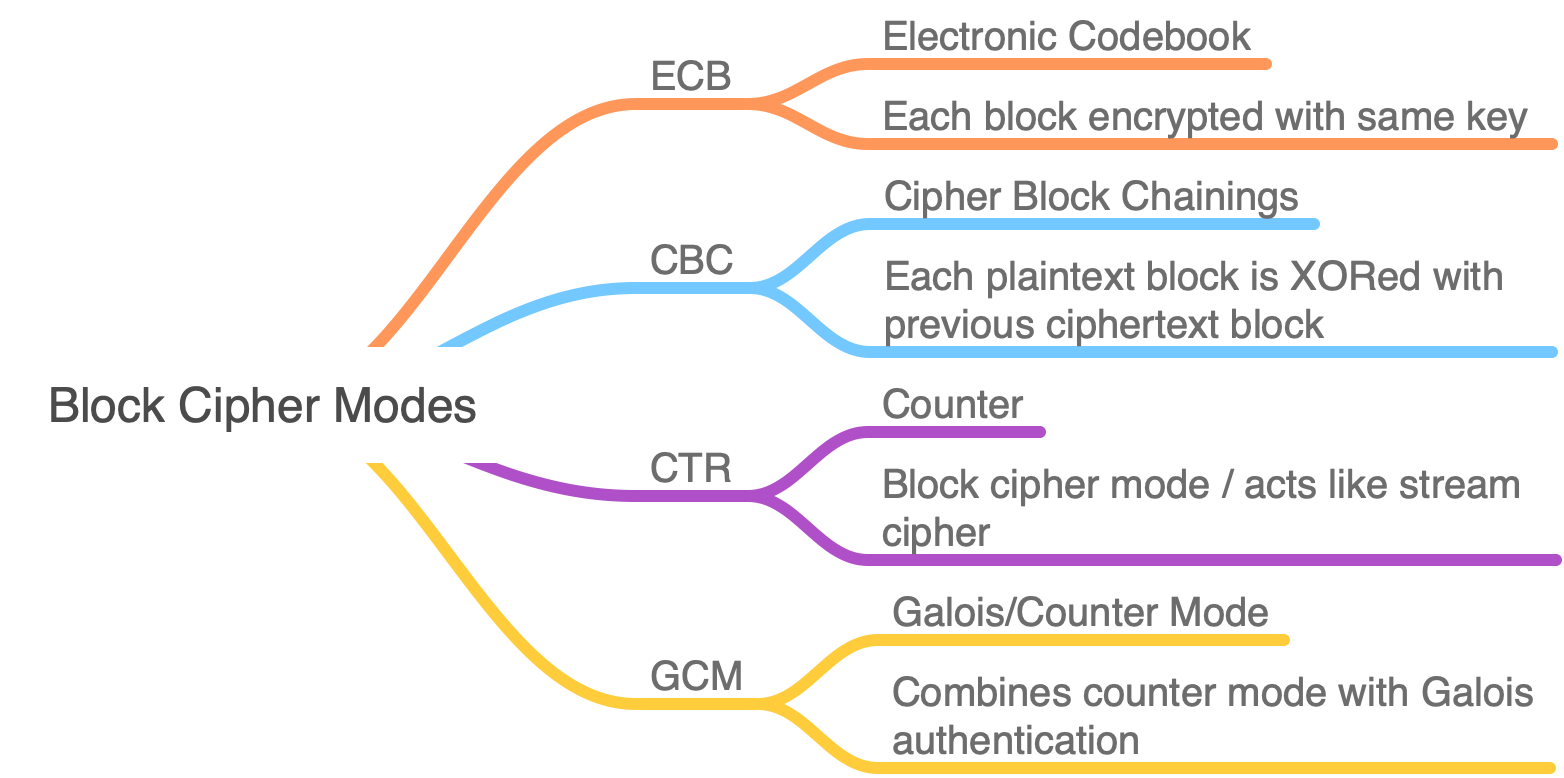 Block Cipher Modes
ECB
Electronic Codebook
Each block encrypted with same key
CBC
Cipher Block Chainings
Each plaintext block is XORed with
previous ciphertext block
CTR
Counter
Block cipher mode / acts like stream
cipher
GCM
Galois/Counter Mode
Combines counter mode with Galois
authentication